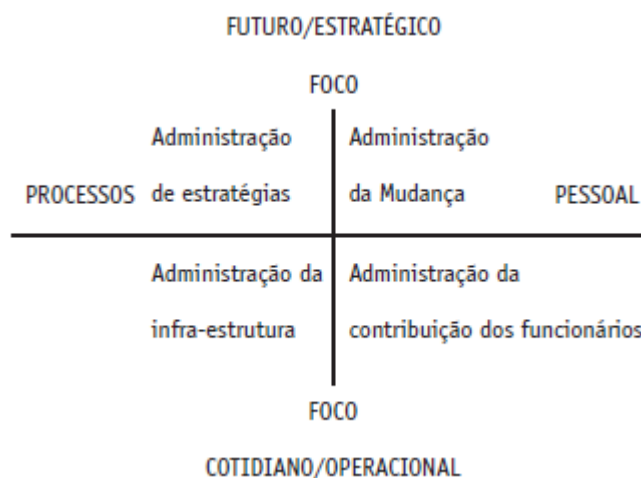 FUTURO/ESTRATÉGICO
FOCO
Administração
de estratégias
Administração
da Mudança
PROCESSOS
PESSOAL
Administração da
infra-estrutura
Administração da
contribuição dos funcionários
FOCO
COTIDIANO/OPERACIONAL